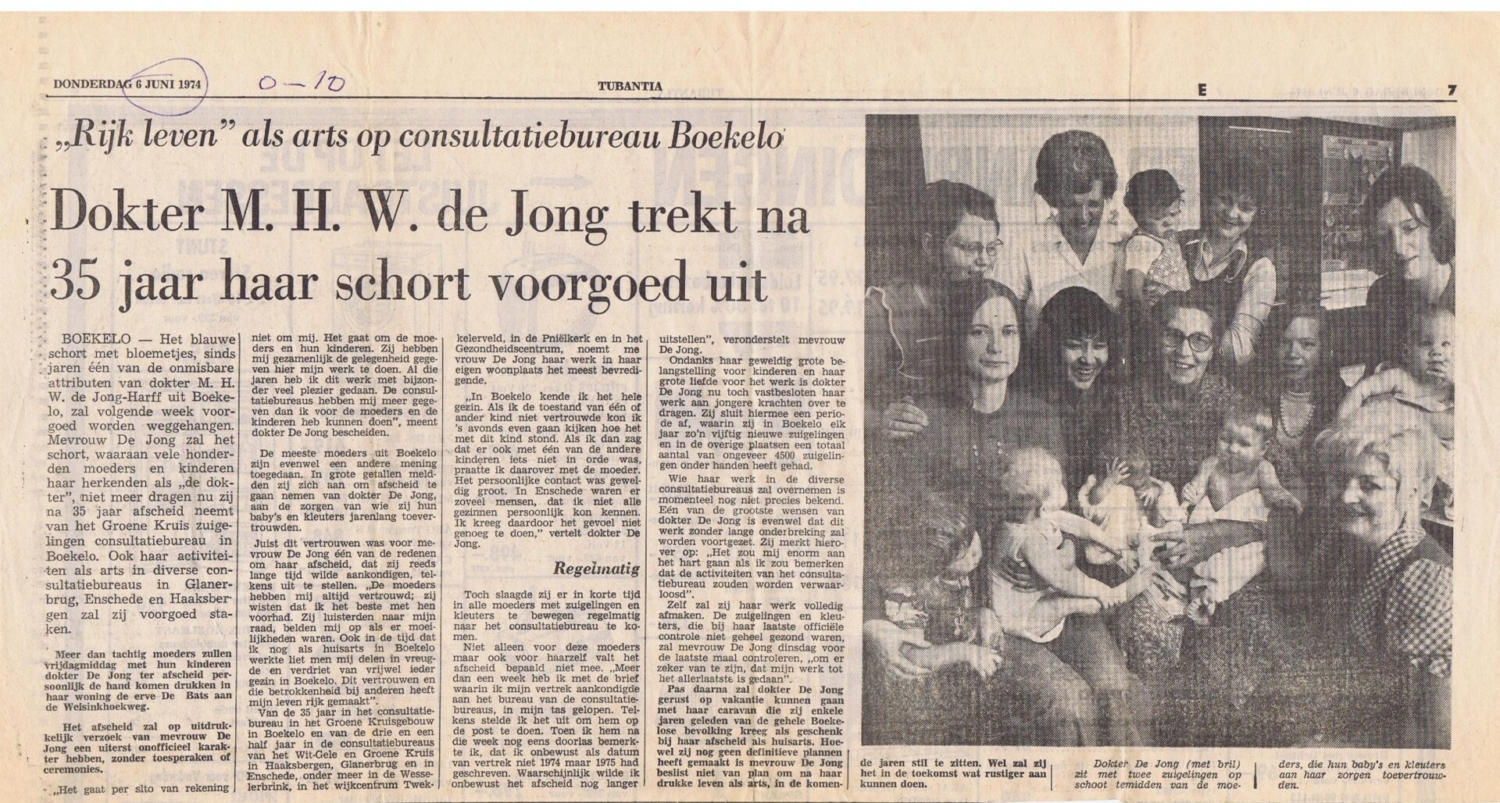 DONDERDAG 6 JUNI 1974
0-10
TUBANTIA
E
7
„Rijk leven” als arts op consultatiebureau Boekelo
Dokter M. H. W. de Jong trekt na
35 jaar haar schort voorgoed uit
BOEKELO — Het blauwe
schort met bloemetjes, sinds
jaren één van de onmisbare
attributen van dokter M. H.
W. de Jong-Harff uit Boeke-
lo, zal volgende week voor-
goed worden weggehangen.
Mevrouw De Jong zal het
schort, waaraan vele honder-
den moeders en kinderen
haar herkenden als „de dok-
ter”, niet meer dragen nu zij
na 35 jaar afscheid neemt
van het Groene Kruis zuige-
lingen consultatiebureau in
Boekelo. Ook haar activitei-
ten als arts in diverse con-
sultatiebureaus in Glaner-
brug, Enschede en Haaksber-
gen zal zij voorgoed sta-
ken.
Meer dan tachtig moeders zullen
vrijdagmiddag met hun kinderen
dokter De Jong ter afscheid per-
soonlijk de hand komen drukken in
haar woning de erve De Bats aan
de Weisinkhoekweg.
Het afscheid zal op uitdruk-
kelijk verzoek van mevrouw De
Jong een uiterst onofficieel karak-
ter hebben, zonder toespraken of
ceremonies.
„Het gaat per slto van rekening
niet om mij. Het gaat om de moe-
ders en hun kinderen. Zij hebben
mij gezamenlijk de gelegenheid gege-
ven hier mijn werk te doen. Al die
jaren heb ik dit werk met bijzon-
der veel plezier gedaan. De consul-
tatiebureaus hebben mij meer gege-
ven dan ik voor de moeders en de
kinderen heb kunnen doen”, meent
dokter De Jong bescheiden.
De meeste moeders uit Boekelo
zijn evenwel een andere mening
toegedaan. In grote getallen meld-
den zij zich aan om afscheid te
gaan nemen van dokter De Jong,
aan de zorgen van wie zij hun
baby's en kleuters jarenlang toever-
trouwden.
Juist dit vertrouwen was voor me-
vrouw De Jong één van de redenen
om haar afscheid, dat zij reeds
lange tijd wilde aankondigen, tel-
kens uit te stellen. „De moeders
hebben mij altijd vertrouwd; zij
wisten dat ik het beste met hen
voorhad. Zij luisterden naar mijn
raad, belden mij op als er moei-
lijkheden waren. Ook in de tijd dat
ik nog als huisarts in Boekelo
werkte liet men mij delen in vreug-
de en verdriet van vrijwel ieder
gezin in Boekelo. Dit vertrouwen en
die betrokkenheid bij anderen heeft
mijn leven rijk gemaakt”.
Van de 35 jaar in het consultatie-
bureau in het Groene Kruisgebouw
in Boekelo en van de drie en een
half jaar in de consultatiebureaus
van het Wit-Gele en Groene Kruis
in Haaksbergen, Glanerbrug en in
Enschede, onder meer in de Wesse-
lerbrink, in het wijkcentrum Twek-
kelerveld, in de Pniëlkerk en in het
Gezondheidscentrum, noemt me
vrouw De Jong haar werk in haar
eigen woonplaats het meest bevredi-
gende.
„In Boekelo kende ik het hele
gezin. Als ik de toestand van één of
ander kind niet vertrouwde kon ik
's avonds even gaan kijken hoe het
met dit kind stond. Als ik dan zag
dat er ook met één van de andere
kinderen iets niet in orde was,
praatte ik daarover met de moeder.
Het persoonlijke contact was gewel-
dig groot. In Enschede waren er
zoveel mensen, dat ik niet alle
gezinnen persoonlijk kon kennen.
Ik kreeg daardoor het gevoel niet
genoeg te doen,” vertelt dokter De
Jong.
Regelmatig
Toch slaagde zij er in korte tijd
in alle moeders met zuigelingen en
kleuters te bewegen regelmatig
naar het consultatiebureau te ko-
men.
Niet alleen voor deze moeders
maar ook voor haarzelf valt het
afscheid bepaald niet mee. „Meer
dan een week heb ik met de brief
waarin ik mijn vertrek aankondigde
aan het bureau van de consultatie-
bureaus, in mijn tas gelopen. Tel-
kens stelde ik het uit om hem op
de post te doen. Toen ik hem na
die week nog eens doorlas bemerk-
te ik, dat ik onbewust als datum
van vertrek niet 1974 maar 1975 had
geschreven. Waarschijnlijk wilde ik
onbewust het afscheid nog langer
uitstellen”, veronderstelt mevrouw
De Jong.
Ondanks haar geweldig grote be-
langstelling voor kinderen en haar
grote liefde voor het werk is dokter
De Jong nu toch vastbesloten haar
werk aan jongere krachten over te
dragen. Zij sluit hiermee een perio-
de af, waarin zij in Boekelo elk
jaar zo'n vijftig nieuwe zuigelingen
en in de overige plaatsen een totaal
aantal van ongeveer 4500 zuigelin-
gen onder handen heeft gehad.
Wie haar werk in de diverse
consultatiebureaus zal overnemen is
momenteel nog niet precies bekend.
Eén van de grootste wensen van
dokter De Jong is evenwel dat dit
werk zonder lange onderbreking zal
worden voortgezet. Zij merkt hiero-
ver op: „Het zou mij enorm aan
het hart gaan als ik zou bemerken
dat de activiteiten van het consulta-
tiebureau zouden worden verwaar-
loosd”.
Zelf zal zij haar werk volledig
afmaken. De zuigelingen en kleu-
ters, die bij haar laatste officiële
controle niet geheel gezond waren,
zal mevrouw De Jong dinsdag voor
de laatste maal controleren, „om er
zeker van te zijn, dat mijn werk tot
het allerlaatste is gedaan”.
Pas daarna zal dokter De Jong
gerust op vakantie kunnen gaan
met haar caravan die zij enkele
jaren geleden van de gehele Boeke-
lose bevolking kreeg als geschenk
bij haar afscheid als huisarts. Hoe-
wel zij nog geen definitieve plannen
heeft gemaakt is mevrouw De Jong
beslist niet van plan om na haar
drukke leven als arts, in de komen-
de jaren stil te zitten. Wel zal zij
het in de toekomst wat rustiger aan
kunnen doen.
Dokter De Jong (met bril)
zit met twee zuigelingen op
schoot temidden van de moe-
ders, die hun baby's en kleuters
aan haar zorgen toevertrouw-
den.